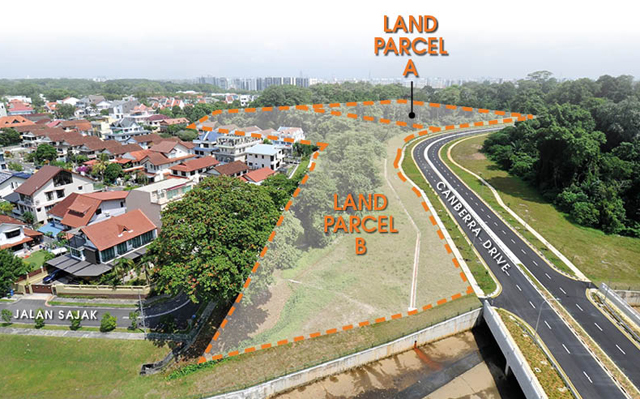 LAND
PARCEL
A
LAND
PARCEL
B
CANBERRA DRIVE
JALAN SAJAK